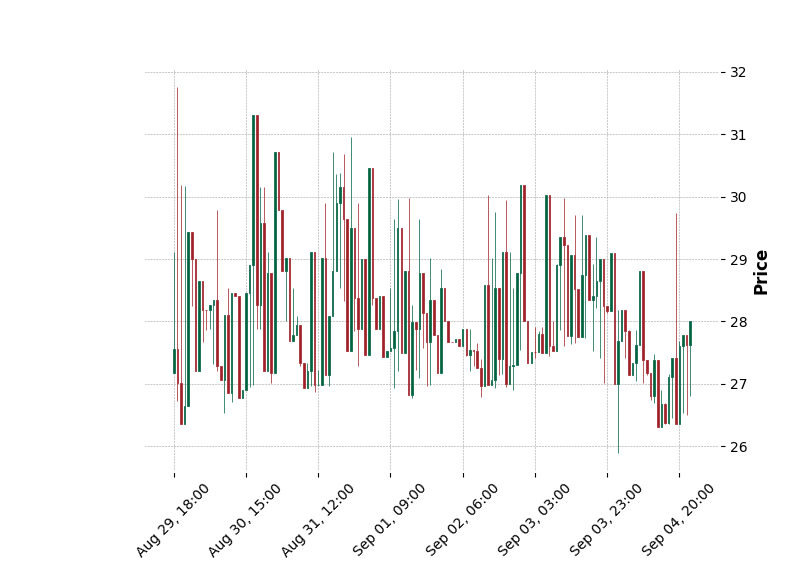 32
31
30
29
28
27
26
Price
Aug 29, 18:00
Aug 30, 15:00
Aug 31, 12:00
Sep 01, 09:00
Sep 02, 06:00
Sep 03, 03:00
Sep 03, 23:00
Sep 04, 20:00